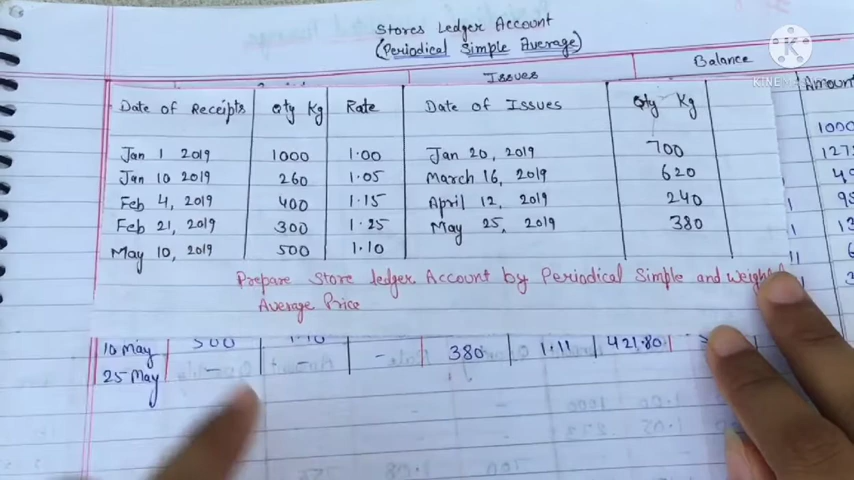 Stores Ledger Account
(Periodical Simple Average)
Issues
Balance
KINE
Amount
Date of Receipts Qty Kg Rate Date of Issues Qty Kg
Jan 1 2019 1000 1.00 Jan 20, 2019 700
Jan 10 2019 260 1.05 March 16, 2019 620
Feb 4, 2019 400 1.15 April 12, 2019 240
Feb 21, 2019 300 1.25 May 25, 2019 380
May 10, 2019 500 1.10
Prepare Store ledger Account by Periodical Simple and
Average Price
10 May 500 1.10 - 380 1.11 421.80
25 May - -